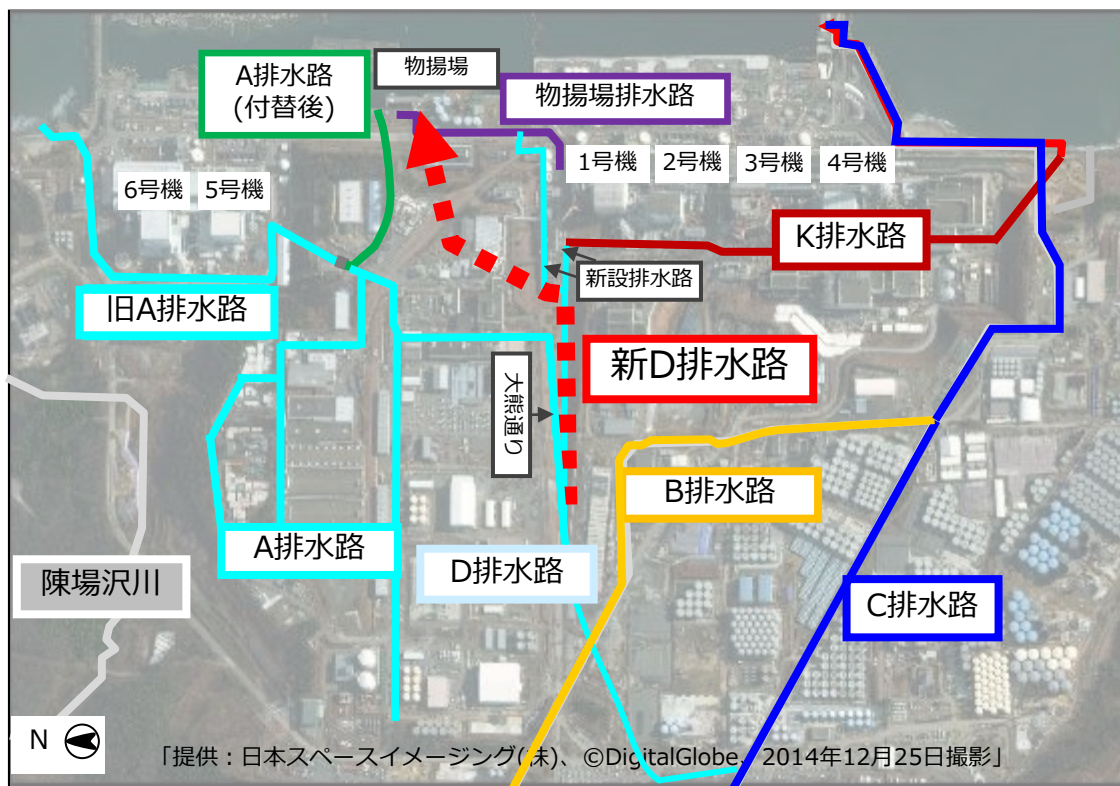 A排水路
(付替後)
物揚場
物揚場排水路
6号機
5号機
1号機
2号機
3号機
4号機
K排水路
新設排水路
旧A排水路
新D排水路
大熊通り
B排水路
A排水路
D排水路
陳場沢川
C排水路
N
「提供：日本スペースイメージング(株)、©DigitalGlobe、2014年12月25日撮影」